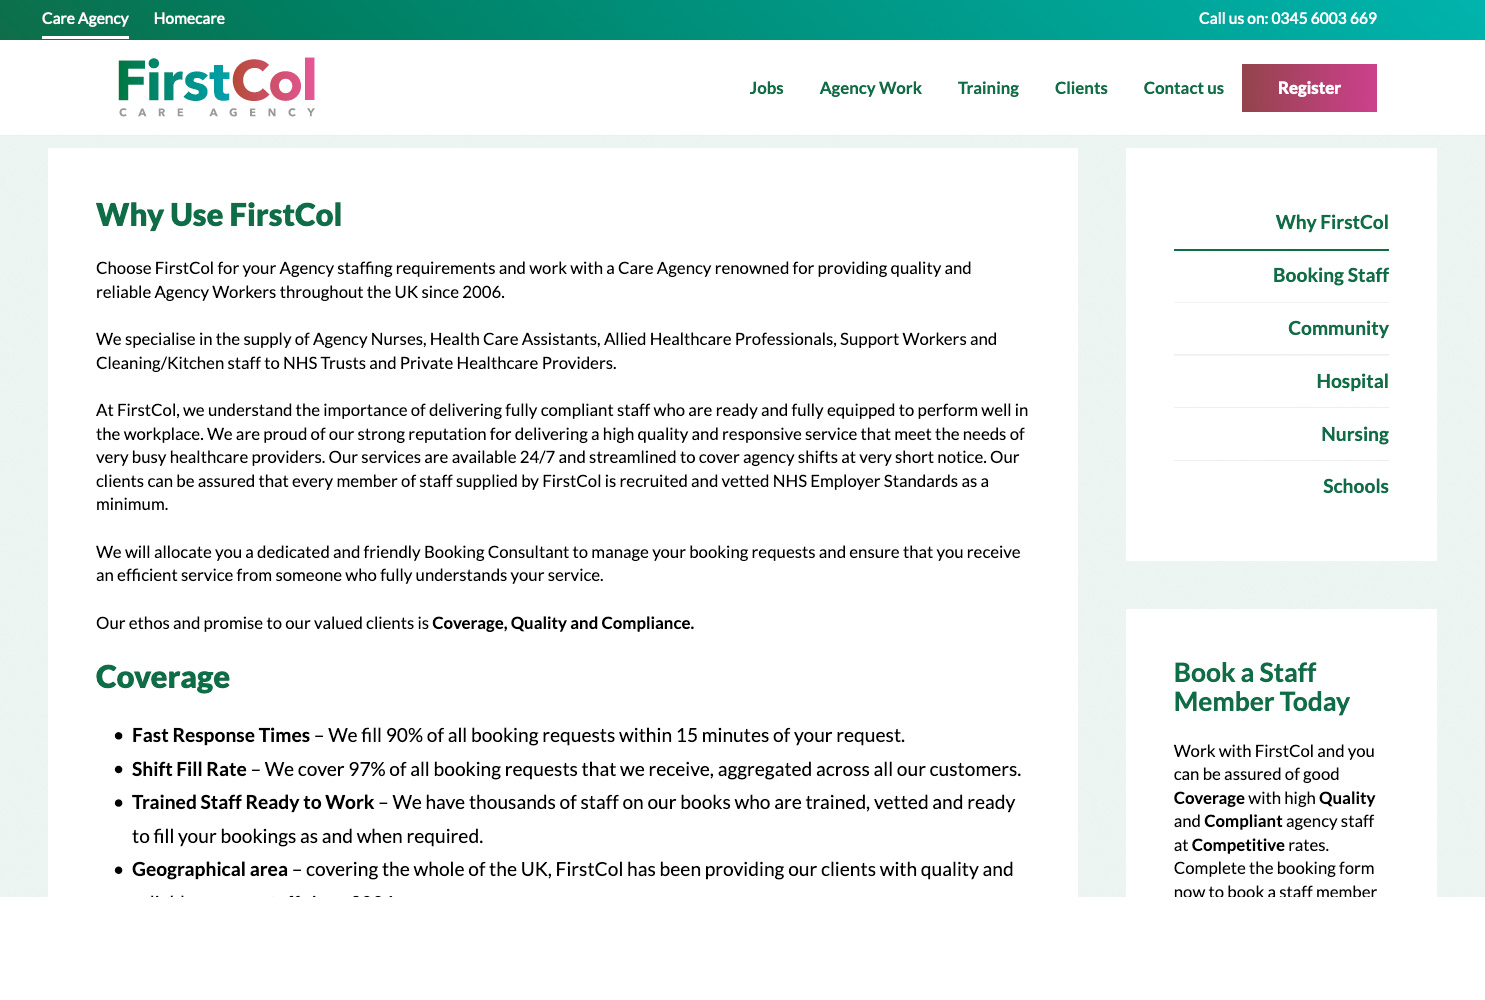 Care Agency Homecare Call us on: 0345 6003 669
FirstCol
CARE AGENCY
Jobs Agency Work Training Clients Contact us Register
Why Use FirstCol
Choose FirstCol for your Agency staffing requirements and work with a Care Agency renowned for providing quality and
reliable Agency Workers throughout the UK since 2006.
We specialise in the supply of Agency Nurses, Health Care Assistants, Allied Healthcare Professionals, Support Workers and
Cleaning/Kitchen staff to NHS Trusts and Private Healthcare Providers.
At FirstCol, we understand the importance of delivering fully compliant staff who are ready and fully equipped to perform well in
the workplace. We are proud of our strong reputation for delivering a high quality and responsive service that meet the needs of
very busy healthcare providers. Our services are available 24/7 and streamlined to cover agency shifts at very short notice. Our
clients can be assured that every member of staff supplied by FirstCol is recruited and vetted NHS Employer Standards as a
minimum.
We will allocate you a dedicated and friendly Booking Consultant to manage your booking requests and ensure that you receive
an efficient service from someone who fully understands your service.
Our ethos and promise to our valued clients is Coverage, Quality and Compliance.
Coverage
• Fast Response Times – We fill 90% of all booking requests within 15 minutes of your request.
• Shift Fill Rate – We cover 97% of all booking requests that we receive, aggregated across all our customers.
• Trained Staff Ready to Work – We have thousands of staff on our books who are trained, vetted and ready
to fill your bookings as and when required.
• Geographical area – covering the whole of the UK, FirstCol has been providing our clients with quality and
Why FirstCol
Booking Staff
Community
Hospital
Nursing
Schools
Book a Staff
Member Today
Work with FirstCol and you
can be assured of good
Coverage with high Quality
and Compliant agency staff
at Competitive rates.
Complete the booking form
now to book a staff member